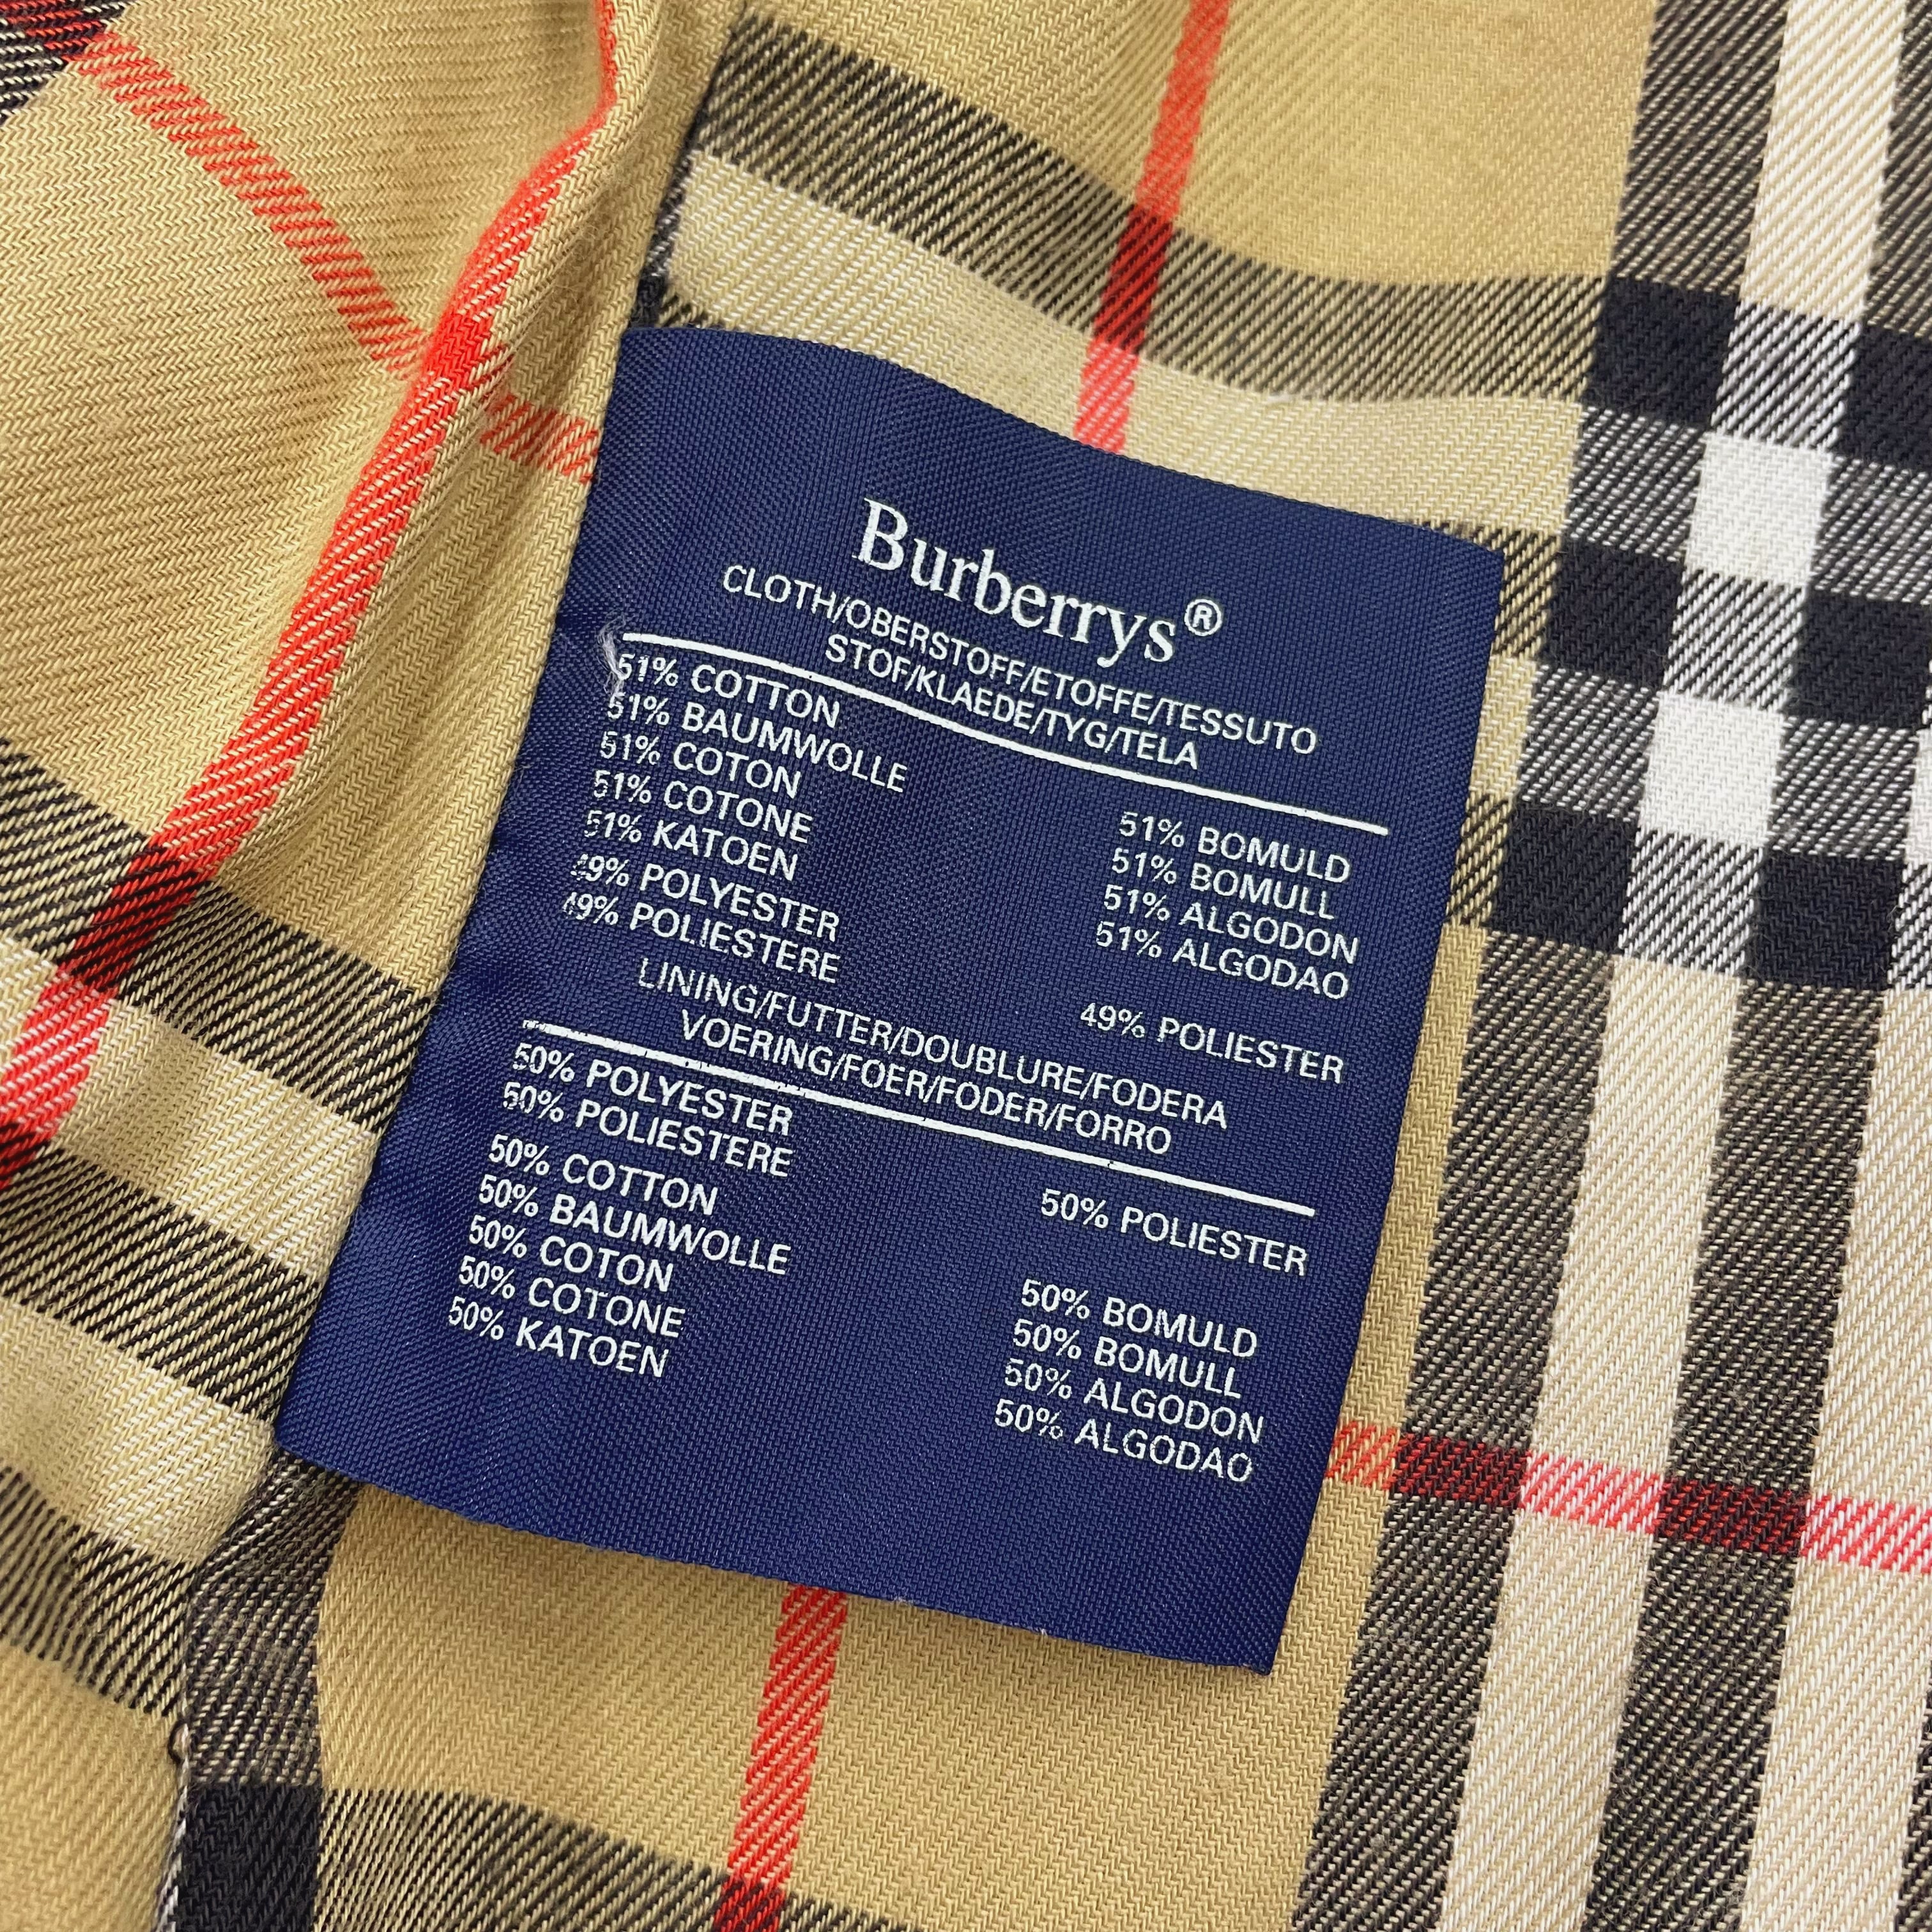 Burberrys®
CLOTH/OBERSTOFF/ETOFFE/TESSUTO
STOF/KLAEDE/TYG/TELA
51% COTTON
51% BAUMWOLLE
51% COTON
51% COTONE
51% KATOEN
49% POLYESTER
49% POLIESTERE
51% BOMULD
51% BOMULL
51% ALGODON
51% ALGODAO
49% POLIESTER
LINING/FUTTER/DOUBLURE/FODERA
VOERING/FOER/FODER/FORRO
50% POLYESTER
50% POLIESTERE
50% COTTON
50% BAUMWOLLE
50% COTON
50% COTONE
50% KATOEN
50% POLIESTER
50% BOMULD
50% BOMULL
50% ALGODON
50% ALGODAO